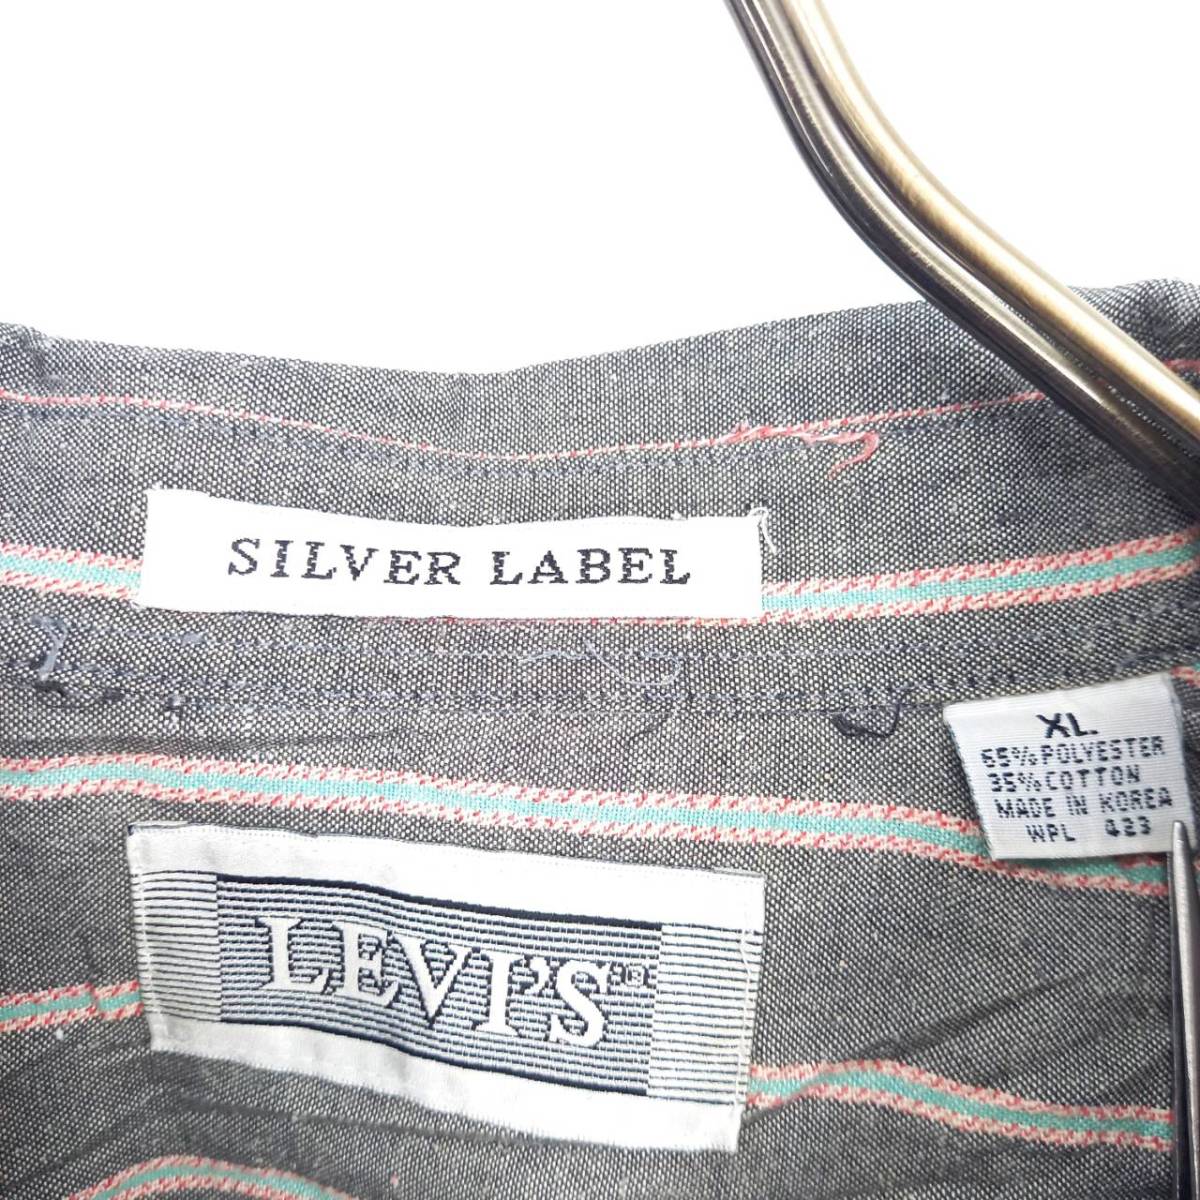 SILVER LABEL
XL
65% POLYESTER
35% COTTON
MADE IN KOREA
WPL 423
LEVI'S®